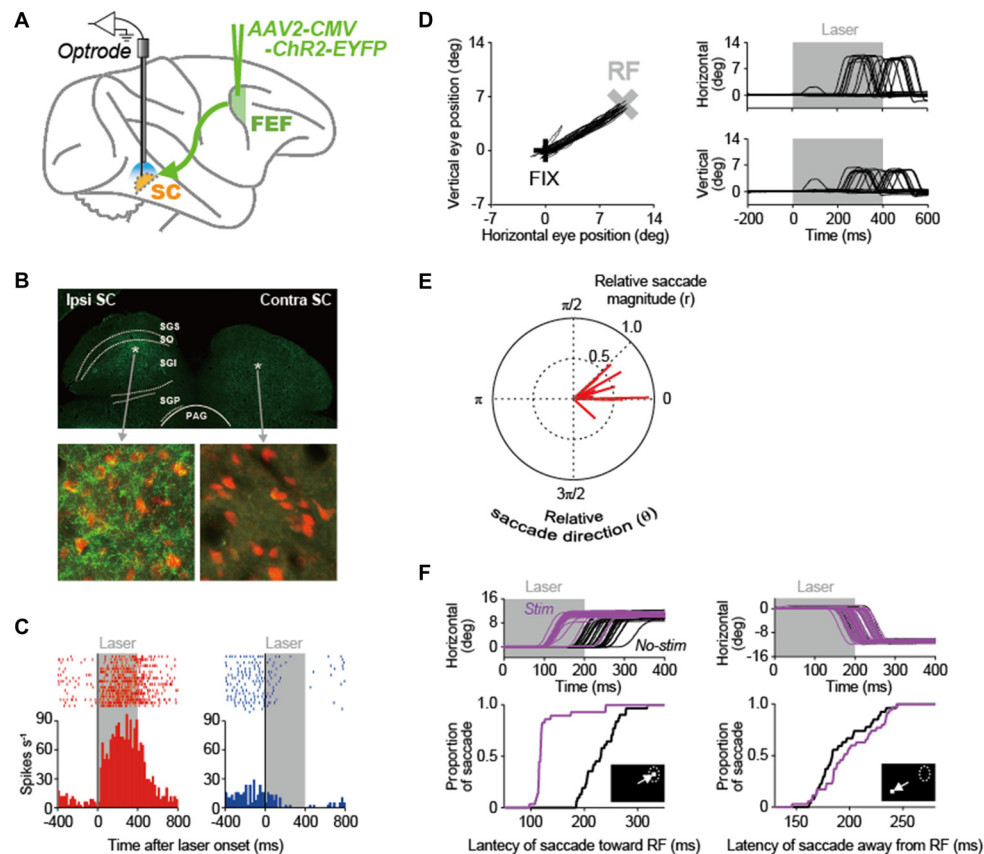 A
Optrode
AAV2-CMV
-ChR2-EYFP
FEF
SC
B
Ipsi SC
Contra SC
SGS
SO
SGI
SGP
PAG
C
Laser
Laser
Spikes s-1
90
60
30
0
-400 0 400 800
-400 0 400 800
Time after laser onset (ms)
D
Vertical eye position (deg)
14
7
0
-7
RF
FIX
-7 0 7 14
Horizontal eye position (deg)
Laser
Horizontal (deg)
14
7
0
Vertical (deg)
14
7
0
-200 0 200 400 600
Time (ms)
E
Relative saccade
magnitude (r)
π/2
1.0
0.5
π
0
3π/2
Relative
saccade direction (θ)
F
Laser
Horizontal
(deg)
16
8
0
Stim
No-stim
0 100 200 300 400
Time (ms)
Proportion
of saccade
1.0
0.5
0
100 200 300
Lantecy of saccade toward RF (ms)
Laser
Horizontal
(deg)
0
-8
-16
0 100 200 300 400
Time (ms)
Proportion
of saccade
1.0
0.5
0
150 200 250
Latency of saccade away from RF (ms)